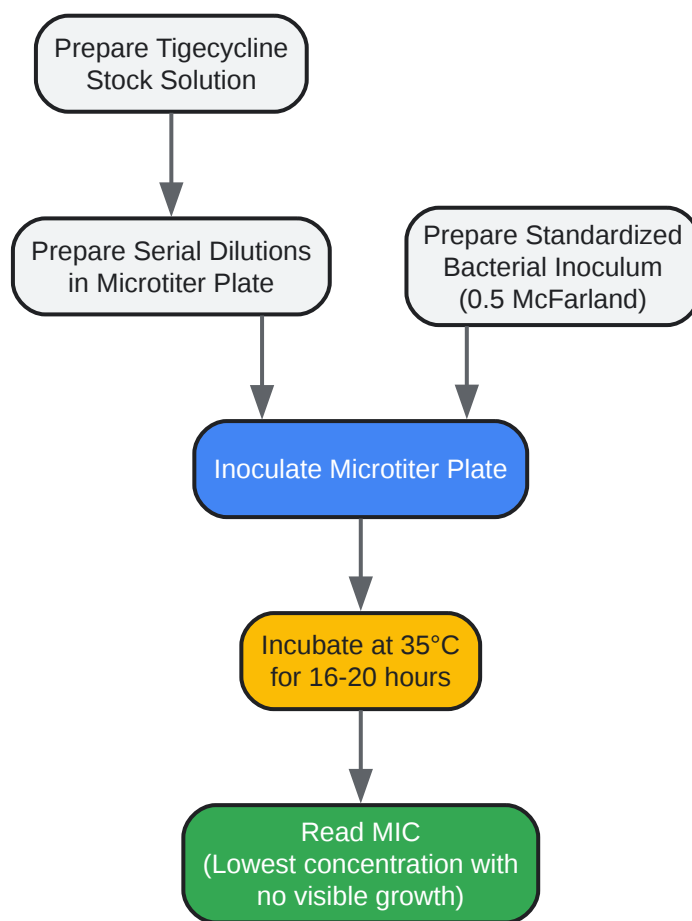 Prepare Tigecycline
Stock Solution
Prepare Serial Dilutions
in Microtiter Plate
Prepare Standardized
Bacterial Inoculum
(0.5 McFarland)
Inoculate Microtiter Plate
Incubate at 35°C
for 16-20 hours
Read MIC
(Lowest concentration with
no visible growth)